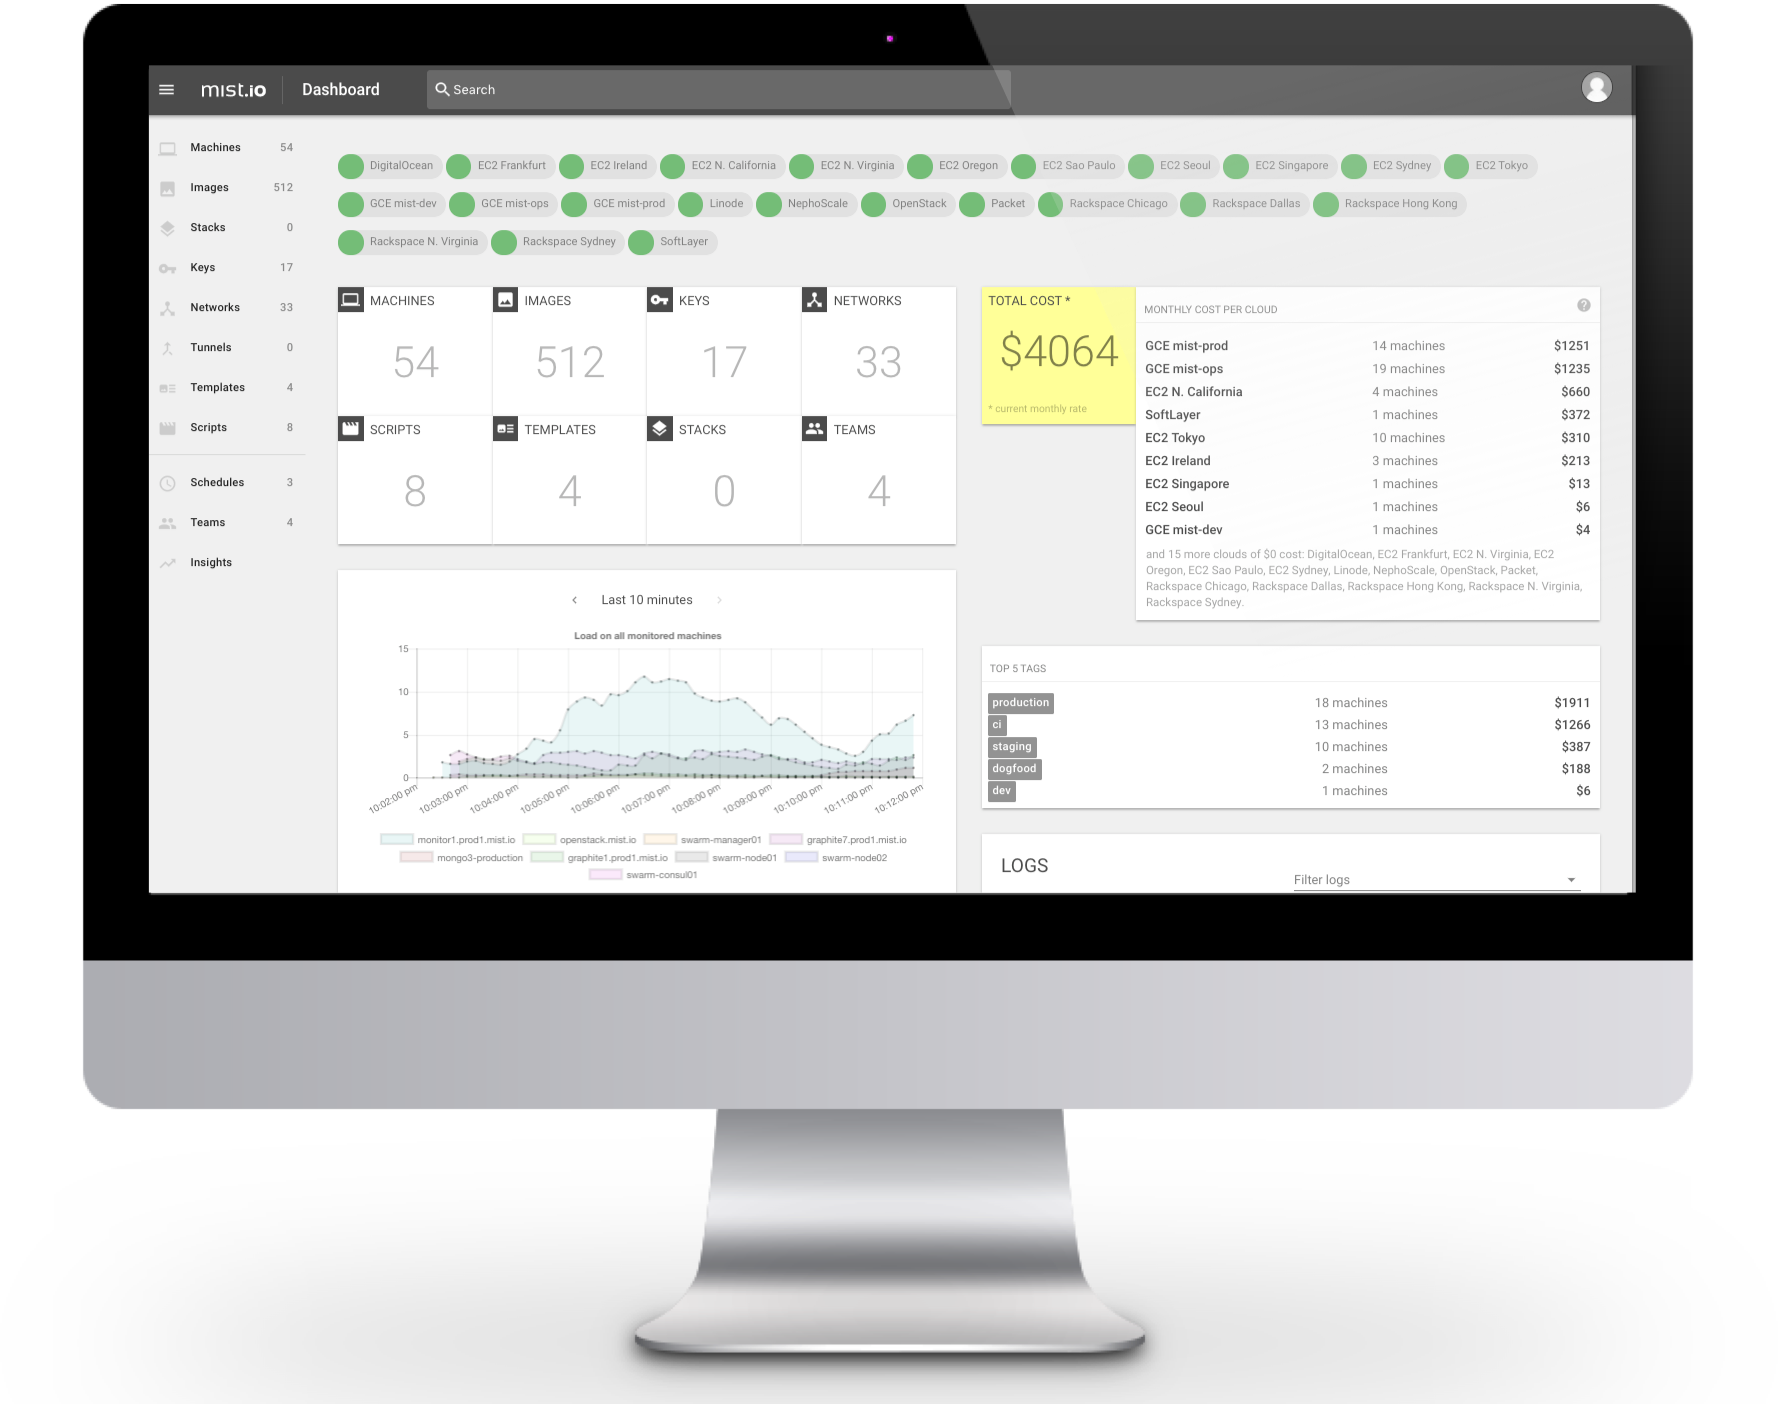 mist.io Dashboard Search
Machines 54
Images 512
Stacks 0
Keys 17
Networks 33
Tunnels 0
Templates 4
Scripts 8
Schedules 3
Teams 4
Insights
DigitalOcean EC2 Frankfurt EC2 Ireland EC2 N. California EC2 N. Virginia EC2 Oregon EC2 Sao Paulo EC2 Seoul EC2 Singapore EC2 Sydney EC2 Tokyo
GCE mist-dev GCE mist-ops GCE mist-prod Linode NephoScale OpenStack Packet Rackspace Chicago Rackspace Dallas Rackspace Hong Kong
Rackspace N. Virginia Rackspace Sydney SoftLayer
MACHINES IMAGES KEYS NETWORKS
54 512 17 33
SCRIPTS TEMPLATES STACKS TEAMS
8 4 0 4
TOTAL COST *
$4064
* current monthly rate
MONTHLY COST PER CLOUD ?
GCE mist-prod 14 machines $1251
GCE mist-ops 19 machines $1235
EC2 N. California 4 machines $660
SoftLayer 1 machines $372
EC2 Tokyo 10 machines $310
EC2 Ireland 3 machines $213
EC2 Singapore 1 machines $13
EC2 Seoul 1 machines $6
GCE mist-dev 1 machines $4
and 15 more clouds of $0 cost: DigitalOcean, EC2 Frankfurt, EC2 N. Virginia, EC2
Oregon, EC2 Sao Paulo, EC2 Sydney, Linode, NephoScale, OpenStack, Packet,
Rackspace Chicago, Rackspace Dallas, Rackspace Hong Kong, Rackspace N. Virginia,
Rackspace Sydney.
Last 10 minutes
Load on all monitored machines
15
10
5
0
10:02:00 pm 10:03:00 pm 10:04:00 pm 10:05:00 pm 10:06:00 pm 10:07:00 pm 10:08:00 pm 10:09:00 pm 10:10:00 pm 10:11:00 pm 10:12:00 pm
monitor1.prod1.mist.io openstack.mist.io swarm-manager01 graphite7.prod1.mist.io
mongo3-production graphite1.prod1.mist.io swarm-node01 swarm-node02
swarm-consul01
TOP 5 TAGS
production 18 machines $1911
ci 13 machines $1266
staging 10 machines $387
dogfood 2 machines $188
dev 1 machines $6
LOGS
Filter logs